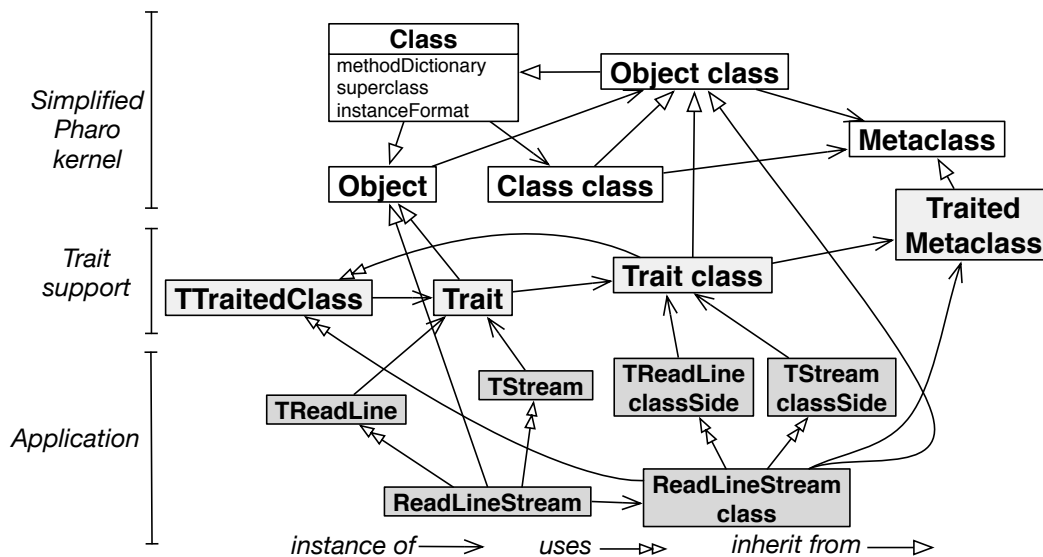 Class
methodDictionary
superclass
instanceFormat
Object class
Simplified
Pharo
kernel
Metaclass
Object
Class class
Traited
Metaclass
Trait
support
TTraitedClass
Trait
Trait class
TReadLine
TStream
TReadLine
classSide
TStream
classSide
Application
ReadLineStream
ReadLineStream
class
instance of
uses
inherit from